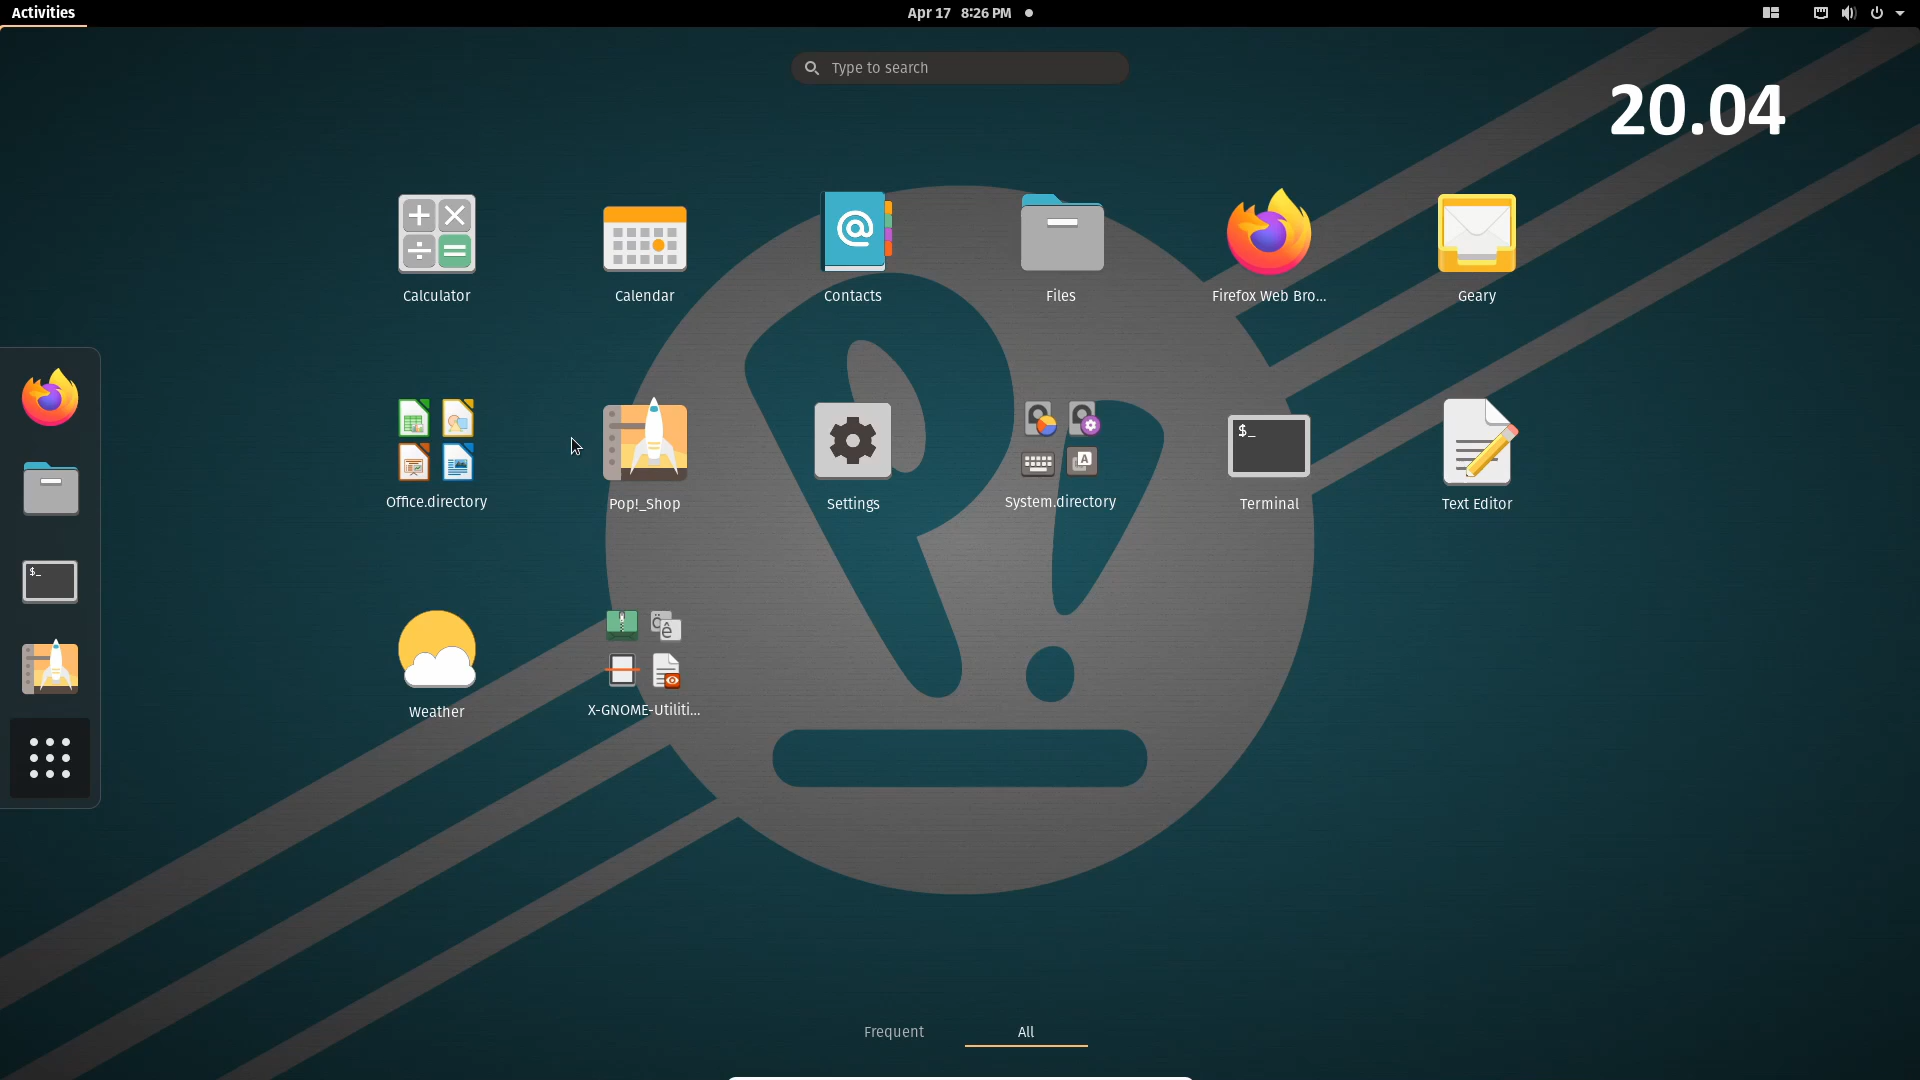 Activities
Apr 17 8:26 PM
Type to search
20.04
Calculator
Calendar
Contacts
Files
Firefox Web Bro...
Geary
$_
Office.directory
Pop!_Shop
Settings
System.directory
Terminal
Text Editor
$_
Weather
X-GNOME-Utiliti...
Frequent
All